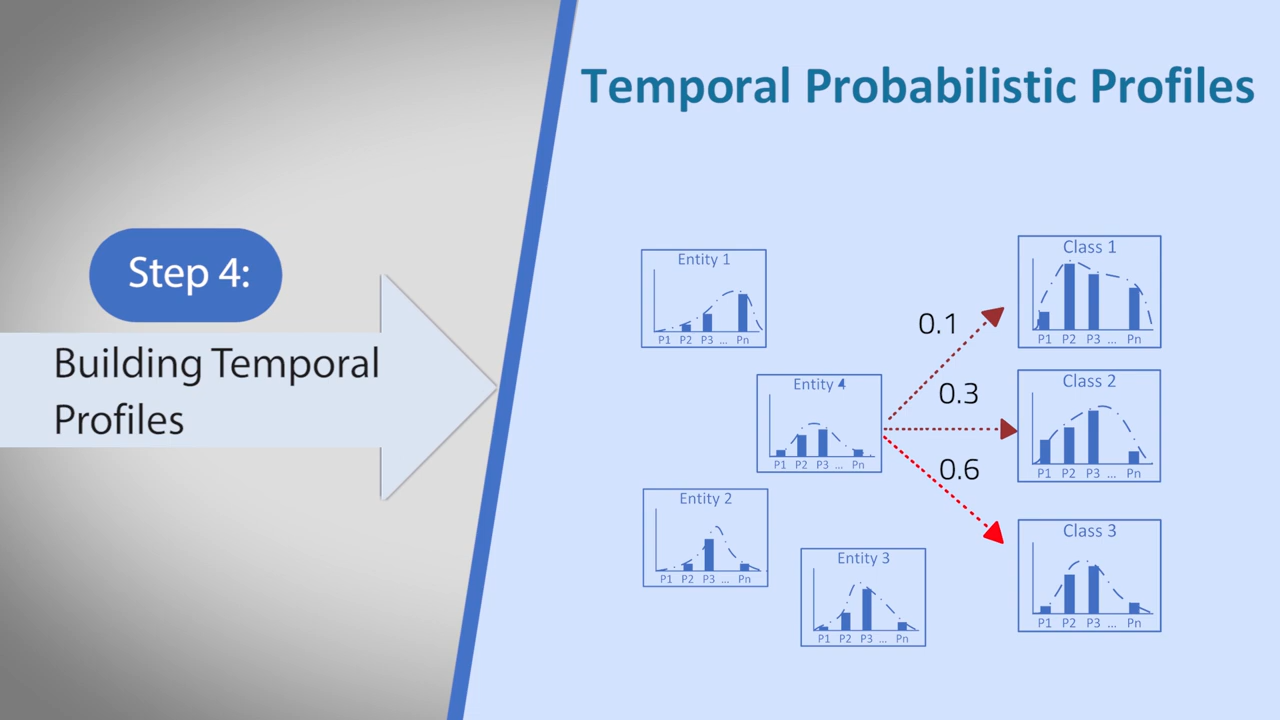 Temporal Probabilistic Profiles
Step 4:
Building Temporal
Profiles
Entity 1
P1 P2 P3 ... Pn
Entity 4
P1 P2 P3 ... Pn
Entity 2
P1 P2 P3 ... Pn
Entity 3
P1 P2 P3 ... Pn
0.1
0.3
0.6
Class 1
P1 P2 P3 ... Pn
Class 2
P1 P2 P3 ... Pn
Class 3
P1 P2 P3 ... Pn